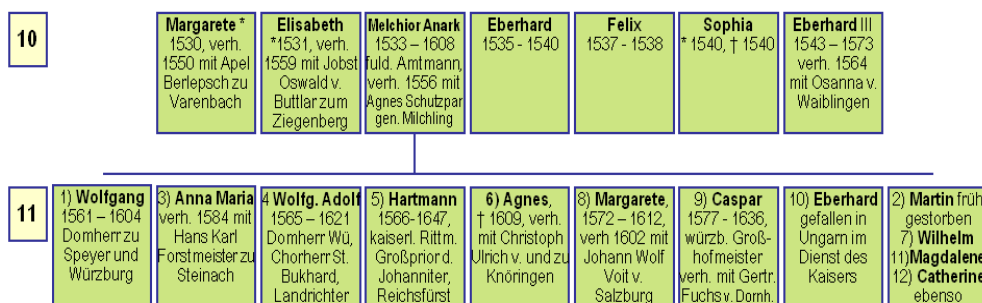 10
Margarete *
1530, verh.
1550 mit Apel
Berlepsch zu
Varenbach
Elisabeth
*1531, verh.
1559 mit Jobst
Oswald v.
Buttlar zum
Ziegenberg
Melchior Anark
1533 – 1608
fuld. Amtmann,
verh. 1556 mit
Agnes Schutzpar
gen. Milchling
Eberhard
1535 - 1540
Felix
1537 - 1538
Sophia
* 1540, † 1540
Eberhard III
1543 – 1573
verh. 1564
mit Osanna v.
Waiblingen
11
1) Wolfgang
1561 – 1604
Domherr zu
Speyer und
Würzburg
3) Anna Maria
verh. 1584 mit
Hans Karl
Forstmeister zu
Steinach
4 Wolfg. Adolf
1565 – 1621
Domherr Wü,
Chorherr St.
Bukhard,
Landrichter
5) Hartmann
1566-1647,
kaiserl. Rittm.
Großprior d.
Johanniter,
Reichsfürst
6) Agnes,
† 1609, verh.
mit Christoph
Ulrich v. und zu
Knöringen
8) Margarete,
1572 – 1612,
verh 1602 mit
Johann Wolf
Voit v.
Salzburg
9) Caspar
1577 - 1636,
würzb. Groß-
hofmeister
verh. mit Gertr.
Fuchs v. Dornh.
10) Eberhard
gefallen in
Ungarn im
Dienst des
Kaisers
2) Martin früh
gestorben
7) Wilhelm
11)Magdalene
12) Catherine
ebenso